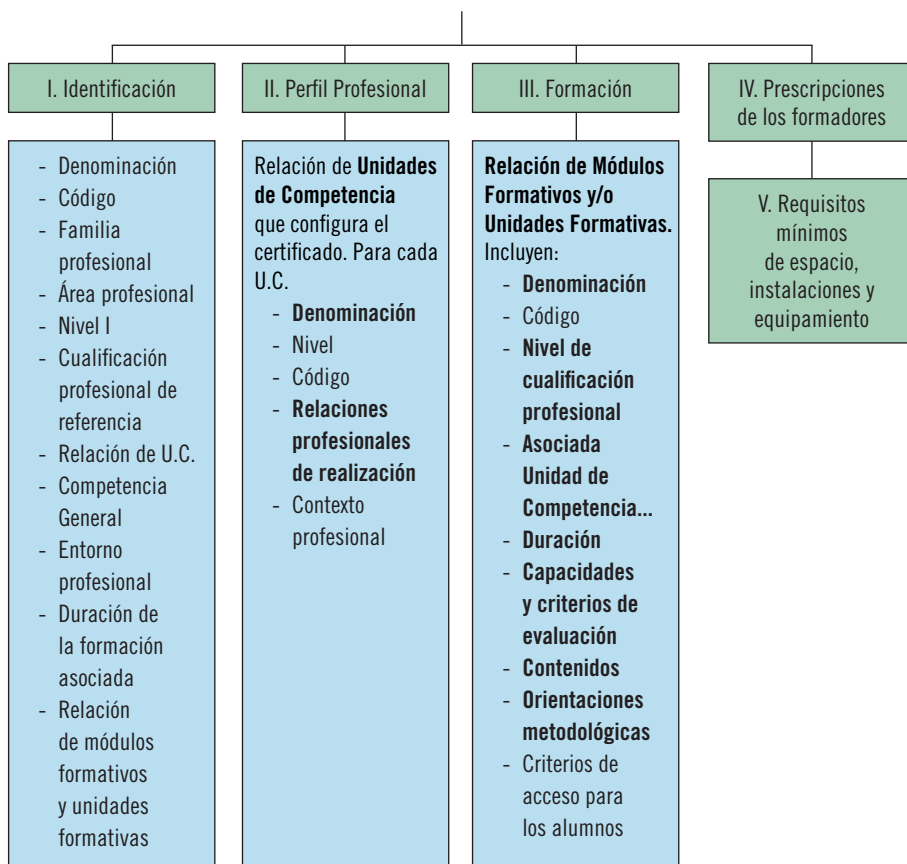 I. Identificación
- Denominación
- Código
- Familia
profesional
- Área profesional
- Nivel I
- Cualificación
profesional de
referencia
- Relación de U.C.
- Competencia
General
- Entorno
profesional
- Duración de
la formación
asociada
- Relación
de módulos
formativos
y unidades
formativas
II. Perfil Profesional
Relación de Unidades
de Competencia
que configura el
certificado. Para cada
U.C.
- Denominación
- Nivel
- Código
- Relaciones
profesionales
de realización
- Contexto
profesional
III. Formación
Relación de Módulos
Formativos y/o
Unidades Formativas.
Incluyen:
- Denominación
- Código
- Nivel de
cualificación
profesional
- Asociada
Unidad de
Competencia...
- Duración
- Capacidades
y criterios de
evaluación
- Contenidos
- Orientaciones
metodológicas
- Criterios de
acceso para
los alumnos
IV. Prescripciones
de los formadores
V. Requisitos
mínimos
de espacio,
instalaciones y
equipamiento